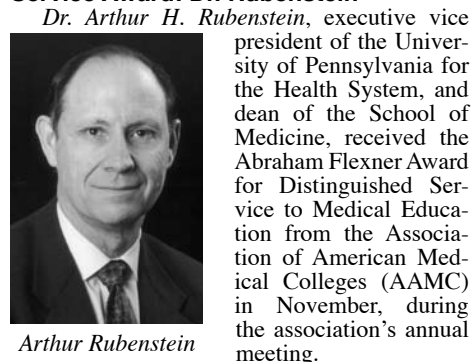 Service Award: Dr. Rubenstein
Dr. Arthur H. Rubenstein, executive vice
president of the Univer-
sity of Pennsylvania for
the Health System, and
dean of the School of
Medicine, received the
Abraham Flexner Award
for Distinguished Ser-
vice to Medical Educa-
tion from the Associa-
tion of American Med-
ical Colleges (AAMC)
in November, during
the association's annual
meeting.
Arthur Rubenstein